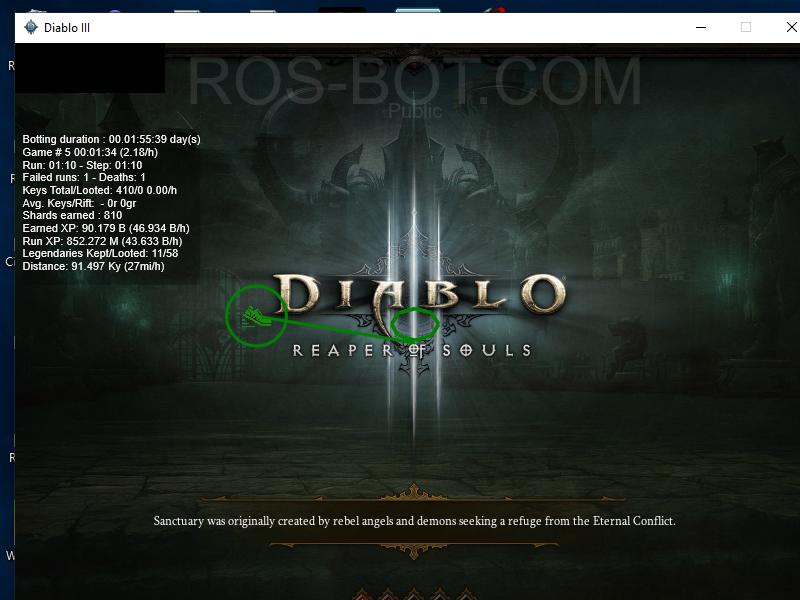 Diablo III
ROS-BOT.COM
Public
Botting duration : 00.01:55:39 day(s)
Game # 5 00:01:34 (2.18/h)
Run: 01:10 - Step: 01:10
Failed runs: 1 - Deaths: 1
Keys Total/Looted: 410/0 0.00/h
Avg. Keys/Rift: - 0r 0gr
Shards earned : 810
Earned XP: 90.179 B (46.934 B/h)
Run XP: 852.272 M (43.633 B/h)
Legendaries Kept/Looted: 11/58
Distance: 91.497 Ky (27mi/h)
DIABLO
REAPER OF SOULS
Sanctuary was originally created by rebel angels and demons seeking a refuge from the Eternal Conflict.